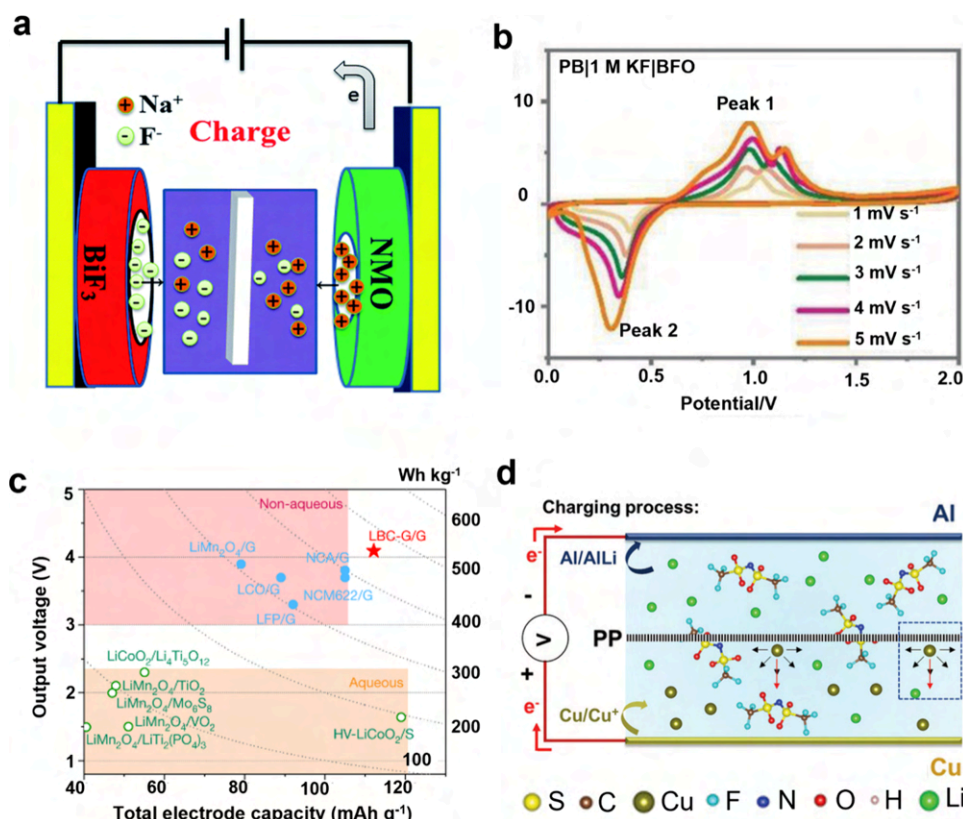 a
e
Na⁺
F⁻
Charge
BiF₃
NMO
b
PB|1 M KF|BFO
10
0
-10
Peak 1
Peak 2
1 mV s⁻¹
2 mV s⁻¹
3 mV s⁻¹
4 mV s⁻¹
5 mV s⁻¹
0.0 0.5 1.0 1.5 2.0
Potential/V
c
Wh kg⁻¹
Output voltage (V)
5
4
3
2
1
Non-aqueous
600
500
400
300
200
100
LBC-G/G
LiMn₂O₄/G
NCA/G
LCO/G
NCM622/G
LFP/G
Aqueous
LiCoO₂/Li₄Ti₅O₁₂
LiMn₂O₄/TiO₂
LiMn₂O₄/Mo₆S₈
LiMn₂O₄/VO₂
LiMn₂O₄/LiTi₂(PO₄)₃
HV-LiCoO₂/S
40 60 80 100 120
Total electrode capacity (mAh g⁻¹)
d
Charging process:
Al
e⁻
Al/AlLi
-
V
PP
+
e⁻
Cu/Cu⁺
Cu
S C Cu F N O H Li